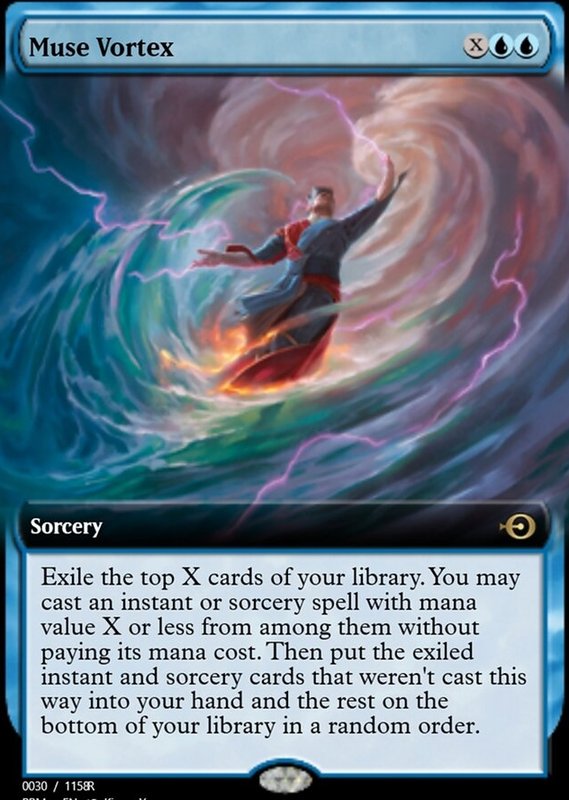 Muse Vortex
X
Sorcery
Exile the top X cards of your library. You may
cast an instant or sorcery spell with mana
value X or less from among them without
paying its mana cost. Then put the exiled
instant and sorcery cards that weren't cast this
way into your hand and the rest on the
bottom of your library in a random order.
0030 / 1158R